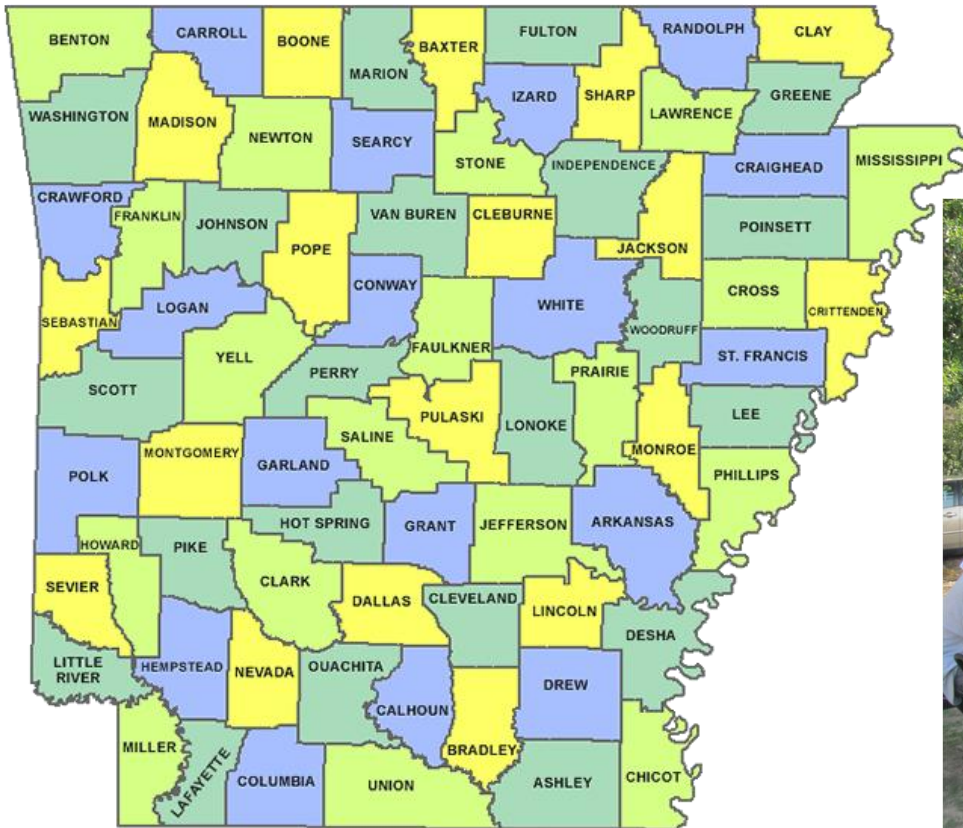 BENTON
CARROLL
BOONE
MARION
BAXTER
FULTON
RANDOLPH
CLAY
WASHINGTON
MADISON
NEWTON
SEARCY
STONE
IZARD
SHARP
LAWRENCE
GREENE
INDEPENDENCE
CRAIGHEAD
MISSISSIPPI
CRAWFORD
FRANKLIN
JOHNSON
POPE
VAN BUREN
CLEBURNE
JACKSON
POINSETT
SEBASTIAN
LOGAN
CONWAY
WHITE
WOODRUFF
CROSS
CRITTENDEN
SCOTT
YELL
PERRY
FAULKNER
PRAIRIE
ST. FRANCIS
POLK
MONTGOMERY
GARLAND
SALINE
PULASKI
LONOKE
MONROE
LEE
PHILLIPS
HOWARD
PIKE
HOT SPRING
GRANT
JEFFERSON
ARKANSAS
SEVIER
CLARK
DALLAS
CLEVELAND
LINCOLN
DESHA
LITTLE
RIVER
HEMPSTEAD
NEVADA
OUACHITA
CALHOUN
BRADLEY
DREW
MILLER
LAFAYETTE
COLUMBIA
UNION
ASHLEY
CHICOT